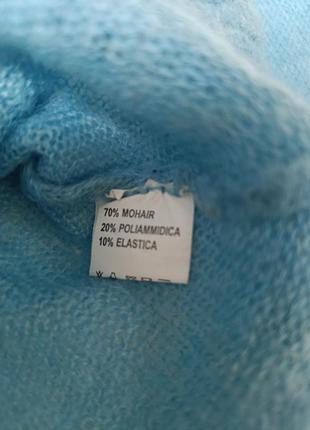 70% MOHAIR
20% POLIAMMIDICA
10% ELASTICA